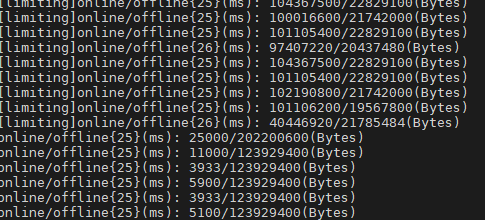 [limiting]online/offline{25}(ms): 104367500/22829100(Bytes)
[limiting]online/offline{25}(ms): 100016600/21742000(Bytes)
[limiting]online/offline{25}(ms): 101105400/22829100(Bytes)
[limiting]online/offline{26}(ms): 97407220/20437480(Bytes)
[limiting]online/offline{25}(ms): 104367500/22829100(Bytes)
[limiting]online/offline{25}(ms): 101105400/22829100(Bytes)
[limiting]online/offline{25}(ms): 102190800/21742000(Bytes)
[limiting]online/offline{25}(ms): 101106200/19567800(Bytes)
[limiting]online/offline{26}(ms): 40446920/21785484(Bytes)
online/offline{25}(ms): 25000/202200600(Bytes)
online/offline{25}(ms): 11000/123929400(Bytes)
online/offline{25}(ms): 3933/123929400(Bytes)
online/offline{25}(ms): 5900/123929400(Bytes)
online/offline{25}(ms): 3933/123929400(Bytes)
online/offline{25}(ms): 5100/123929400(Bytes)